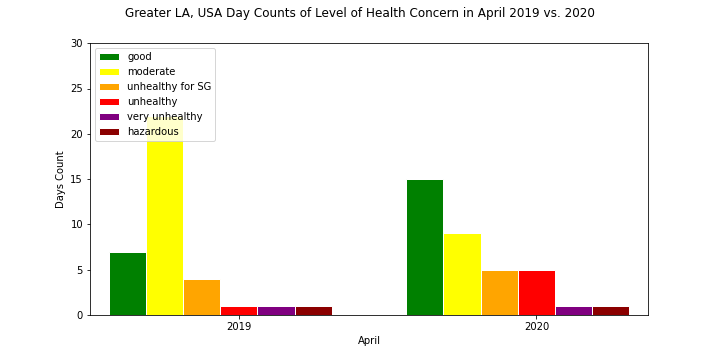 Greater LA, USA Day Counts of Level of Health Concern in April 2019 vs. 2020
30
25
20
15
10
5
0
Days Count
good
moderate
unhealthy for SG
unhealthy
very unhealthy
hazardous
2019
2020
April